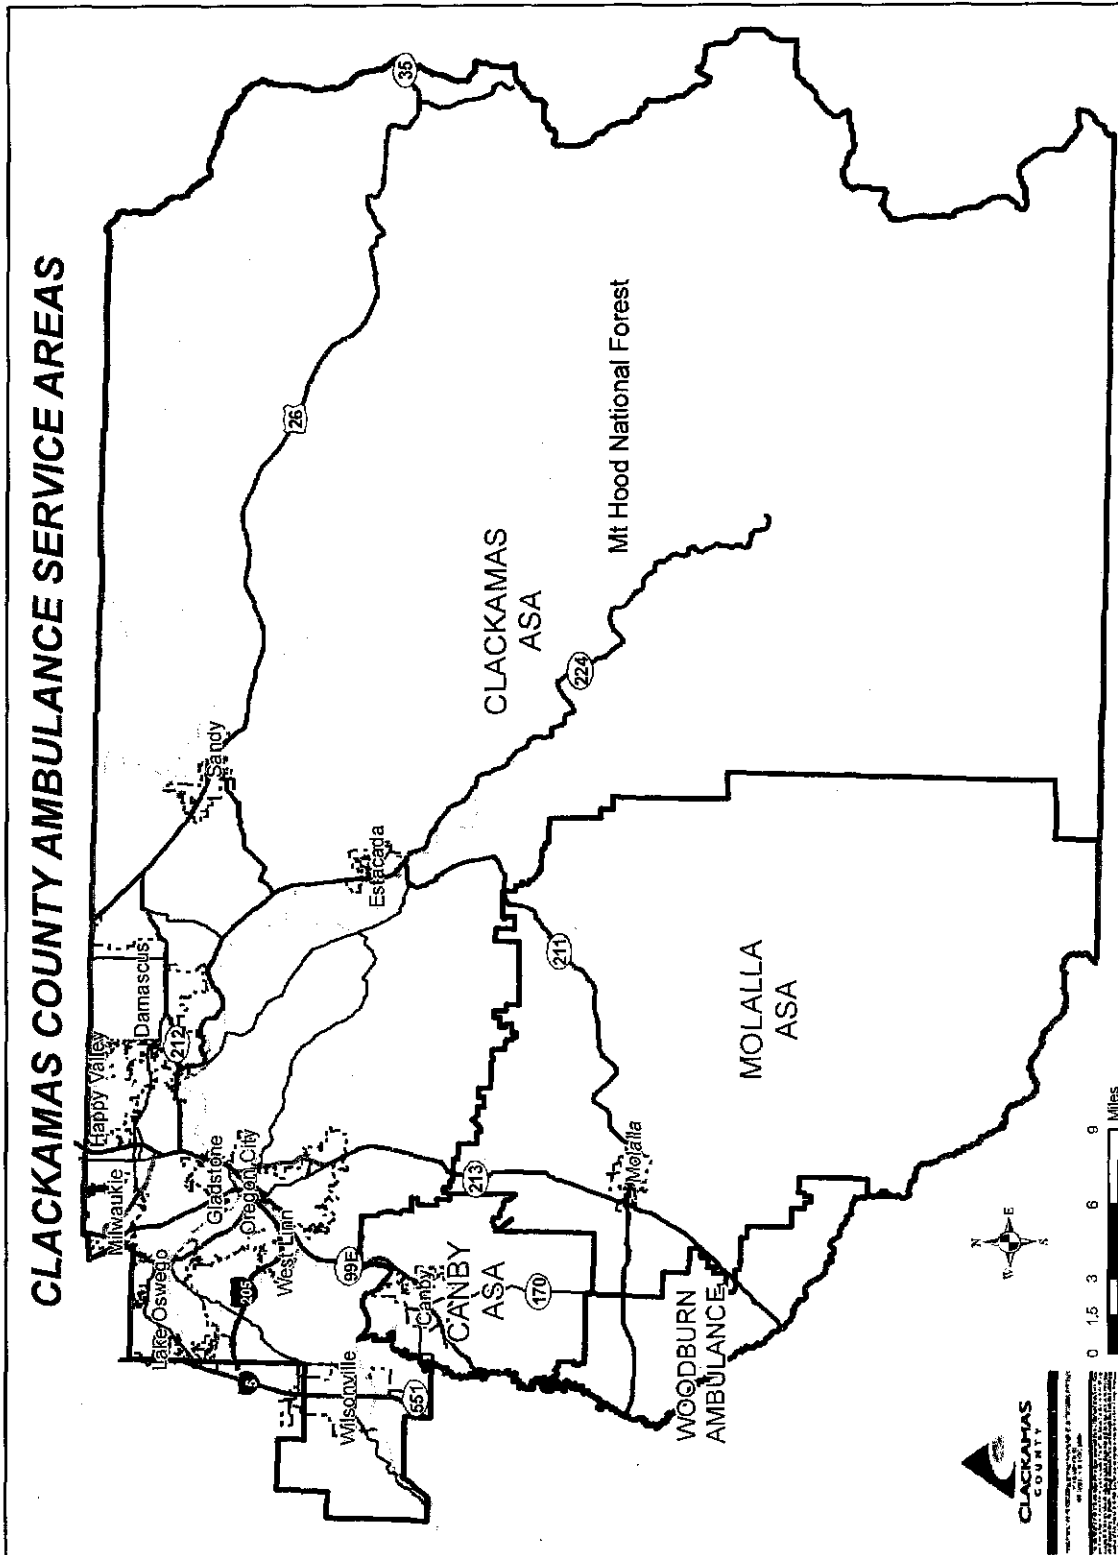 CLACKAMAS COUNTY AMBULANCE SERVICE AREAS
35
26
Happy Valley
Milwaukie
Damascus
212
Lake Oswego
Gladstone
Oregon City
West Linn
205
5
Sandy
Estacada
Wilsonville
99E
551
Canby
CANBY
ASA
170
213
211
224
CLACKAMAS
ASA
Mt Hood National Forest
Molalla
MOLALLA
ASA
WOODBURN
AMBULANCE
N
W
E
S
CLACKAMAS
COUNTY
0 1.5 3 6 9
Miles